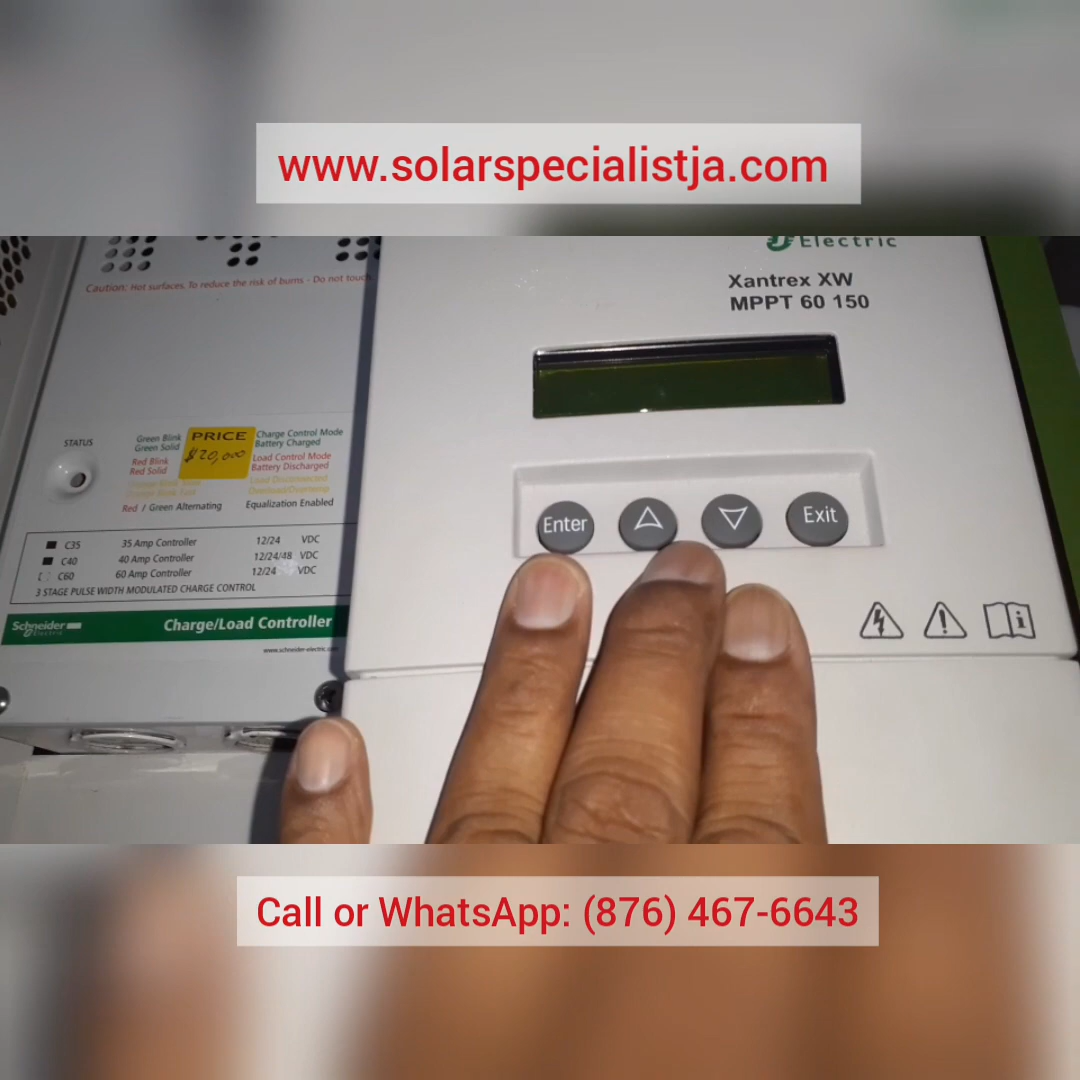 www.solarspecialistja.com
Electric
Xantrex XW
MPPT 60 150
Caution: Hot surfaces. To reduce the risk of burns - Do not touch.
STATUS
Green Blink
Charge Control Mode
Green Solid
Battery Charged
PRICE
$20,000
Red Blink
Load Control Mode
Red Solid
Battery Discharged
Load Disconnected
Overload/Overtemp
Red / Green Alternating
Equalization Enabled
C35 35 Amp Controller 12/24 VDC
C40 40 Amp Controller 12/24/48 VDC
C60 60 Amp Controller 12/24 VDC
3 STAGE PULSE WIDTH MODULATED CHARGE CONTROL
Schneider
Electric
Charge/Load Controller
www.schneider-electric.com
Enter
Exit
Call or WhatsApp: (876) 467-6643